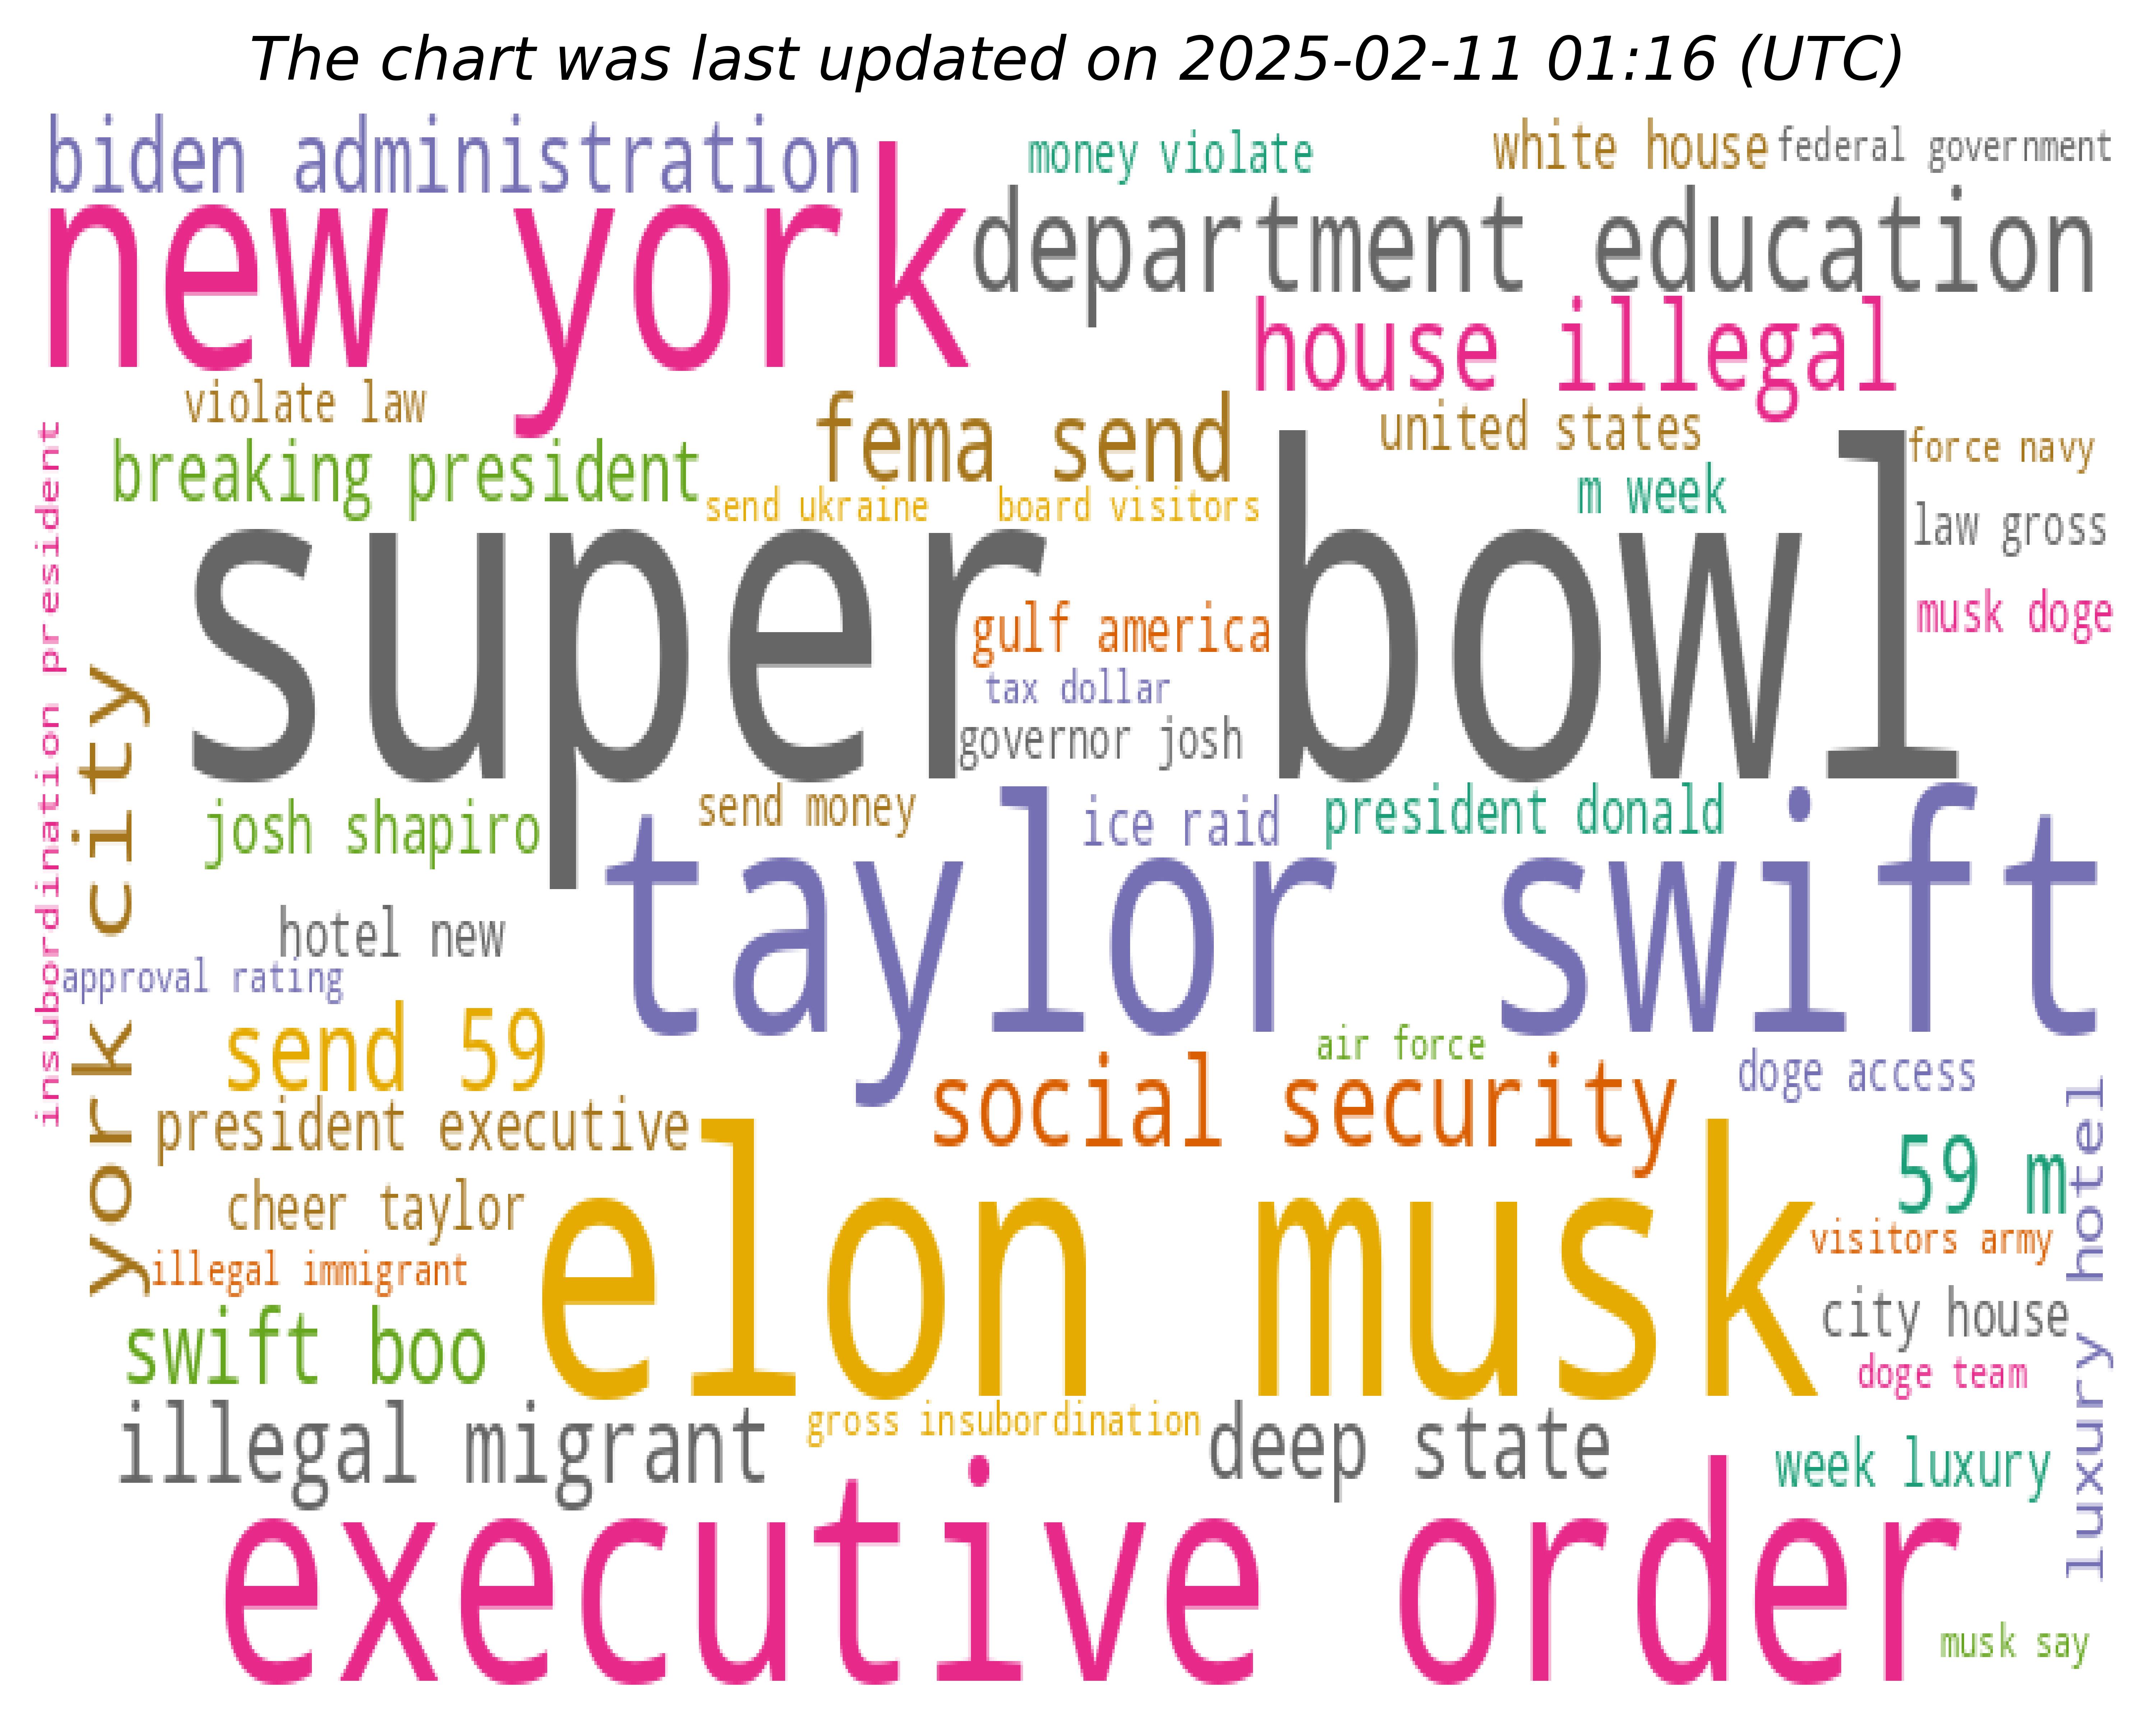 The chart was last updated on 2025-02-11 01:16 (UTC)
biden administration
money violate
white house
federal government
new york
department education
house illegal
violate law
fema send
united states
force navy
breaking president
send ukraine
board visitors
m week
law gross
insubordination president
super bowl
gulf america
musk doge
tax dollar
governor josh
york city
josh shapiro
send money
ice raid
president donald
taylor swift
hotel new
approval rating
send 59
air force
social security
doge access
president executive
59 m
cheer taylor
elon musk
visitors army
luxury hotel
illegal immigrant
city house
swift boo
doge team
illegal migrant
gross insubordination
deep state
week luxury
executive order
musk say